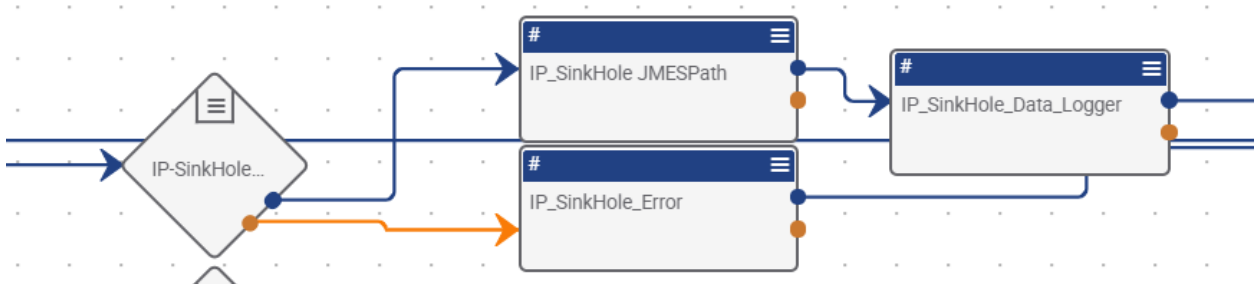 #
IP_SinkHole JMESPath
#
IP_SinkHole_Data_Logger
IP-SinkHole...
#
IP_SinkHole_Error